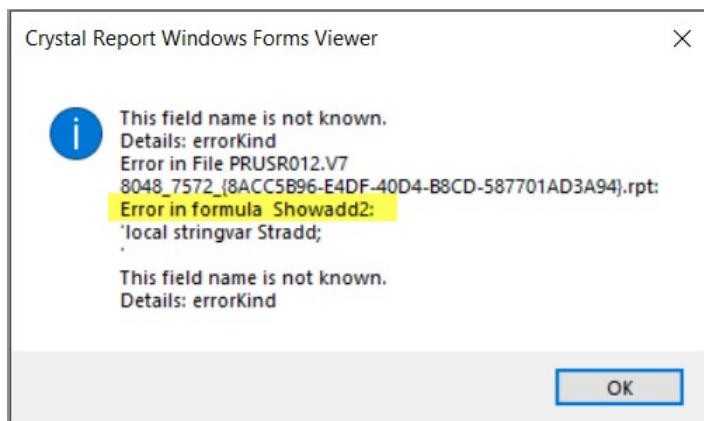 Crystal Report Windows Forms Viewer
This field name is not known.
Details: errorKind
Error in File PRUSR012.V7
8048_7572_{8ACC5B96-E4DF-40D4-B8CD-587701AD3A94}.rpt:
Error in formula  Showadd2:
'local stringvar Stradd;
'
This field name is not known.
Details: errorKind
OK